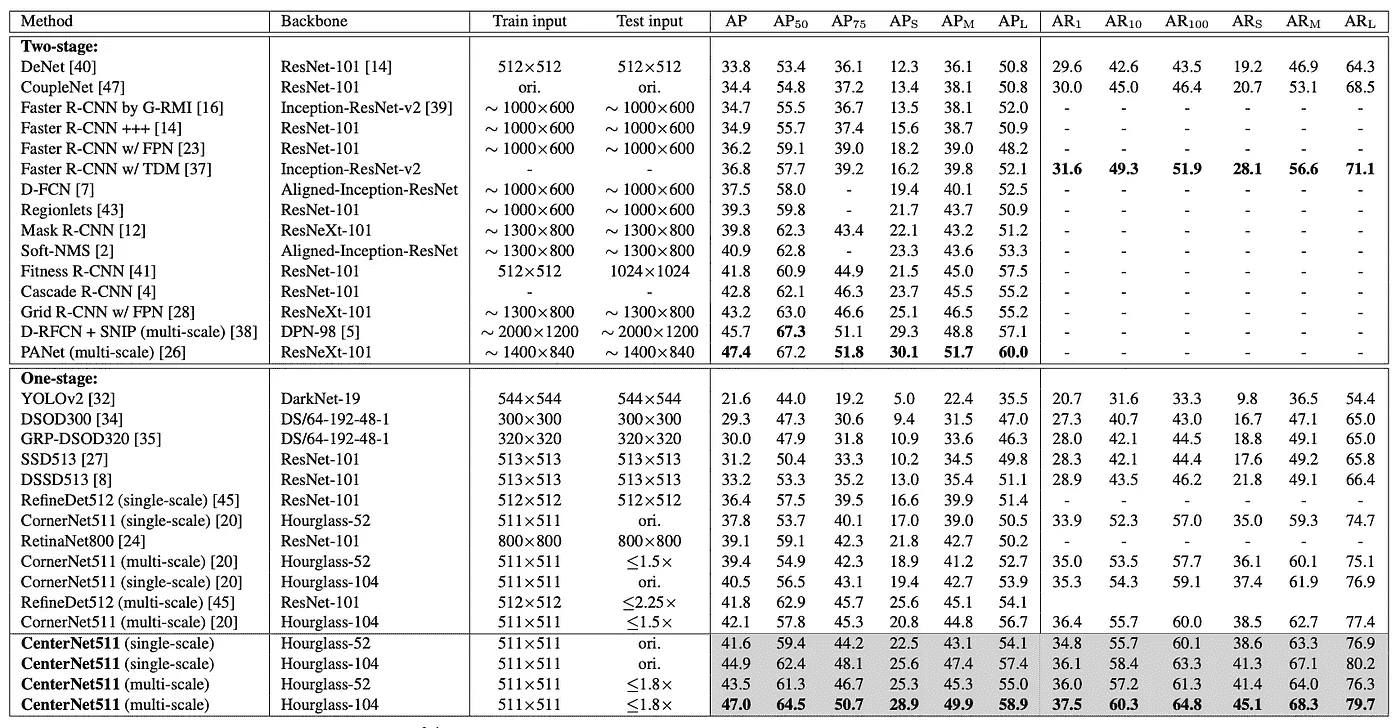 Method Backbone Train input Test input AP AP50 AP75 APS APM APL AR1 AR10 AR100 ARS ARM ARL
Two-stage:
DeNet [40] ResNet-101 [14] 512×512 512×512 33.8 53.4 36.1 12.3 36.1 50.8 29.6 42.6 43.5 19.2 46.9 64.3
CoupleNet [47] ResNet-101 ori. ori. 34.4 54.8 37.2 13.4 38.1 50.8 30.0 45.0 46.4 20.7 53.1 68.5
Faster R-CNN by G-RMI [16] Inception-ResNet-v2 [39] ∼ 1000×600 ∼ 1000×600 34.7 55.5 36.7 13.5 38.1 52.0 - - - - - -
Faster R-CNN +++ [14] ResNet-101 ∼ 1000×600 ∼ 1000×600 34.9 55.7 37.4 15.6 38.7 50.9 - - - - - -
Faster R-CNN w/ FPN [23] ResNet-101 ∼ 1000×600 ∼ 1000×600 36.2 59.1 39.0 18.2 39.0 48.2 - - - - - -
Faster R-CNN w/ TDM [37] Inception-ResNet-v2 - - 36.8 57.7 39.2 16.2 39.8 52.1 31.6 49.3 51.9 28.1 56.6 71.1
D-FCN [7] Aligned-Inception-ResNet ∼ 1000×600 ∼ 1000×600 37.5 58.0 - 19.4 40.1 52.5 - - - - - -
Regionlets [43] ResNet-101 ∼ 1000×600 ∼ 1000×600 39.3 59.8 - 21.7 43.7 50.9 - - - - - -
Mask R-CNN [12] ResNeXt-101 ∼ 1300×800 ∼ 1300×800 39.8 62.3 43.4 22.1 43.2 51.2 - - - - - -
Soft-NMS [2] Aligned-Inception-ResNet ∼ 1300×800 ∼ 1300×800 40.9 62.8 - 23.3 43.6 53.3 - - - - - -
Fitness R-CNN [41] ResNet-101 512×512 1024×1024 41.8 60.9 44.9 21.5 45.0 57.5 - - - - - -
Cascade R-CNN [4] ResNet-101 - - 42.8 62.1 46.3 23.7 45.5 55.2 - - - - - -
Grid R-CNN w/ FPN [28] ResNeXt-101 ∼ 1300×800 ∼ 1300×800 43.2 63.0 46.6 25.1 46.5 55.2 - - - - - -
D-RFCN + SNIP (multi-scale) [38] DPN-98 [5] ∼ 2000×1200 ∼ 2000×1200 45.7 67.3 51.1 29.3 48.8 57.1 - - - - - -
PANet (multi-scale) [26] ResNeXt-101 ∼ 1400×840 ∼ 1400×840 47.4 67.2 51.8 30.1 51.7 60.0 - - - - - -
One-stage:
YOLOv2 [32] DarkNet-19 544×544 544×544 21.6 44.0 19.2 5.0 22.4 35.5 20.7 31.6 33.3 9.8 36.5 54.4
DSOD300 [34] DS/64-192-48-1 300×300 300×300 29.3 47.3 30.6 9.4 31.5 47.0 27.3 40.7 43.0 16.7 47.1 65.0
GRP-DSOD320 [35] DS/64-192-48-1 320×320 320×320 30.0 47.9 31.8 10.9 33.6 46.3 28.0 42.1 44.5 18.8 49.1 65.0
SSD513 [27] ResNet-101 513×513 513×513 31.2 50.4 33.3 10.2 34.5 49.8 28.3 42.1 44.4 17.6 49.2 65.8
DSSD513 [8] ResNet-101 513×513 513×513 33.2 53.3 35.2 13.0 35.4 51.1 28.9 43.5 46.2 21.8 49.1 66.4
RefineDet512 (single-scale) [45] ResNet-101 512×512 512×512 36.4 57.5 39.5 16.6 39.9 51.4 - - - - - -
CornerNet511 (single-scale) [20] Hourglass-52 511×511 ori. 37.8 53.7 40.1 17.0 39.0 50.5 33.9 52.3 57.0 35.0 59.3 74.7
RetinaNet800 [24] ResNet-101 800×800 800×800 39.1 59.1 42.3 21.8 42.7 50.2 - - - - - -
CornerNet511 (multi-scale) [20] Hourglass-52 511×511 ≤1.5× 39.4 54.9 42.3 18.9 41.2 52.7 35.0 53.5 57.7 36.1 60.1 75.1
CornerNet511 (single-scale) [20] Hourglass-104 511×511 ori. 40.5 56.5 43.1 19.4 42.7 53.9 35.3 54.3 59.1 37.4 61.9 76.9
RefineDet512 (multi-scale) [45] ResNet-101 512×512 ≤2.25× 41.8 62.9 45.7 25.6 45.1 54.1 - - - - - -
CornerNet511 (multi-scale) [20] Hourglass-104 511×511 ≤1.5× 42.1 57.8 45.3 20.8 44.8 56.7 36.4 55.7 60.0 38.5 62.7 77.4
CenterNet511 (single-scale) Hourglass-52 511×511 ori. 41.6 59.4 44.2 22.5 43.1 54.1 34.8 55.7 60.1 38.6 63.3 76.9
CenterNet511 (single-scale) Hourglass-104 511×511 ori. 44.9 62.4 48.1 25.6 47.4 57.4 36.1 58.4 63.3 41.3 67.1 80.2
CenterNet511 (multi-scale) Hourglass-52 511×511 ≤1.8× 43.5 61.3 46.7 25.3 45.3 55.0 36.0 57.2 61.3 41.4 64.0 76.3
CenterNet511 (multi-scale) Hourglass-104 511×511 ≤1.8× 47.0 64.5 50.7 28.9 49.9 58.9 37.5 60.3 64.8 45.1 68.3 79.7